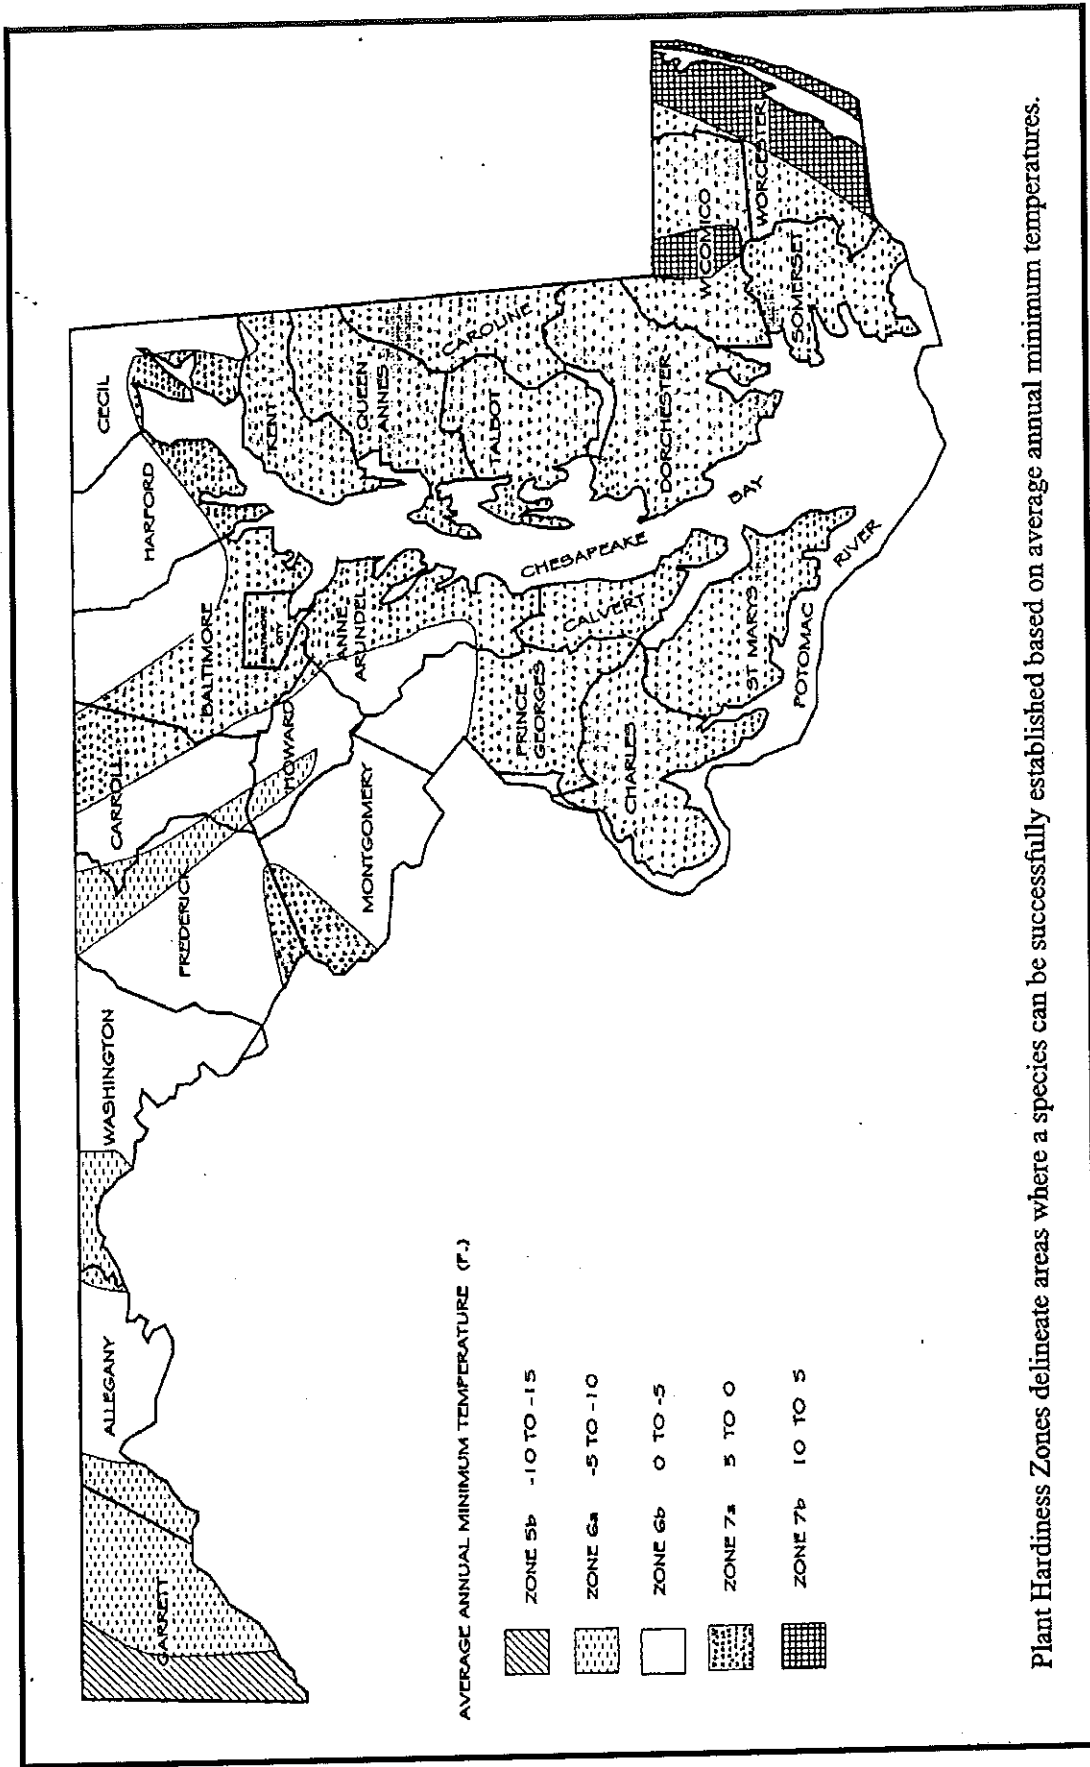 CECIL
HARFORD
KENT
QUEEN
ANNES
CAROLINE
TALBOT
DORCHESTER
WICOMICO
WORCESTER
SOMERSET
CHESAPEAKE
BAY
BALTIMORE
BALTIMORE
CITY
ANNE
ARUNDEL
CALVERT
ST MARYS
POTOMAC
RIVER
PRINCE
GEORGES
CHARLES
CARROLL
HOWARD
MONTGOMERY
FREDERICK
WASHINGTON
ALLEGANY
GARRETT
AVERAGE ANNUAL MINIMUM TEMPERATURE (F.)
ZONE 5b -10 TO -15
ZONE 6a -5 TO -10
ZONE 6b 0 TO -5
ZONE 7a 5 TO 0
ZONE 7b 10 TO 5
Plant Hardiness Zones delineate areas where a species can be successfully established based on average annual minimum temperatures.